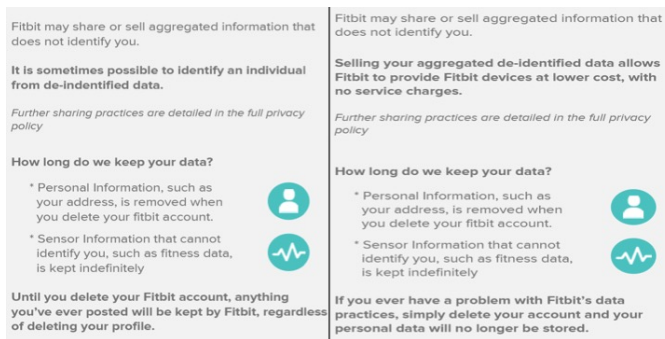 Fitbit may share or sell aggregated information that
does not identify you.
It is sometimes possible to identify an individual
from de-indentified data.
Further sharing practices are detailed in the full privacy
policy
How long do we keep your data?
* Personal Information, such as
your address, is removed when
you delete your fitbit account.
* Sensor Information that cannot
identify you, such as fitness data,
is kept indefinitely
Until you delete your Fitbit account, anything
you've ever posted will be kept by Fitbit, regardless
of deleting your profile.
Fitbit may share or sell aggregated information that
does not identify you.
Selling your aggregated de-identified data allows
Fitbit to provide Fitbit devices at lower cost, with
no service charges.
Further sharing practices are detailed in the full privacy
policy
How long do we keep your data?
* Personal Information, such as
your address, is removed when
you delete your fitbit account.
* Sensor Information that cannot
identify you, such as fitness data,
is kept indefinitely
If you ever have a problem with Fitbit's data
practices, simply delete your account and your
personal data will no longer be stored.